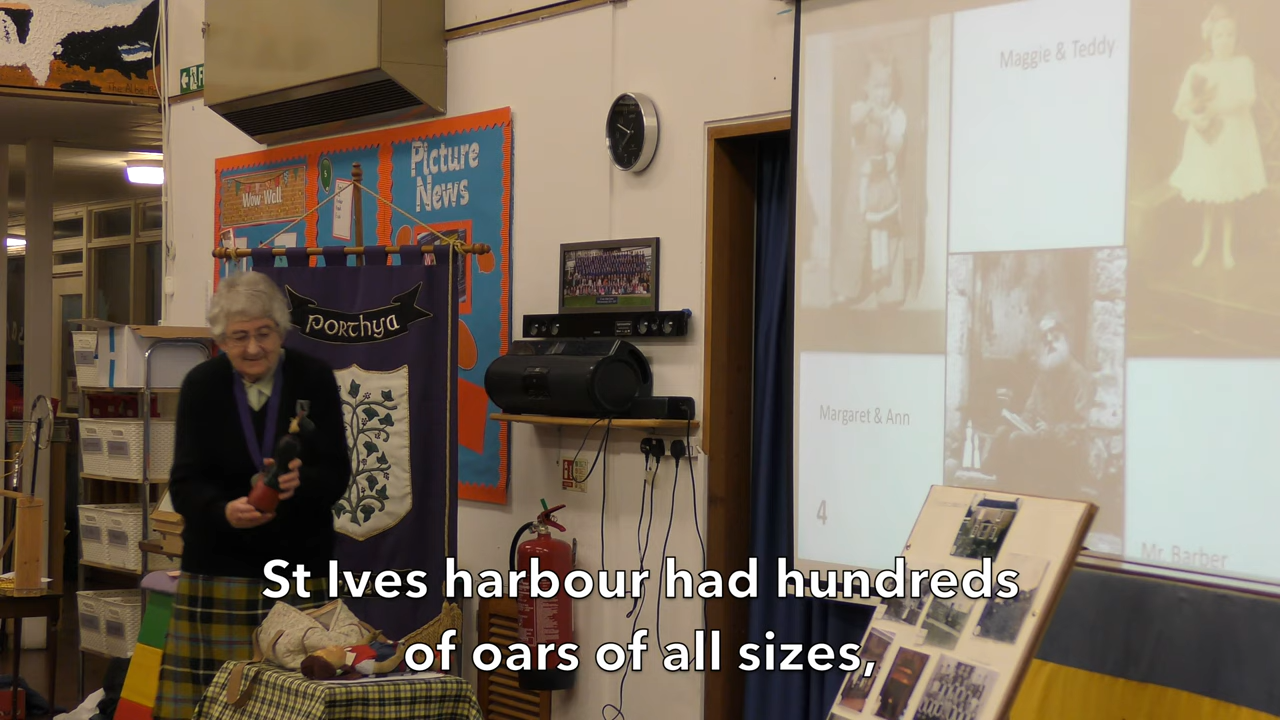 Wow Well
Picture
News
PORTHYA
Maggie & Teddy
Margaret & Ann
4
Mr. Barber
St Ives harbour had hundreds
of oars of all sizes,